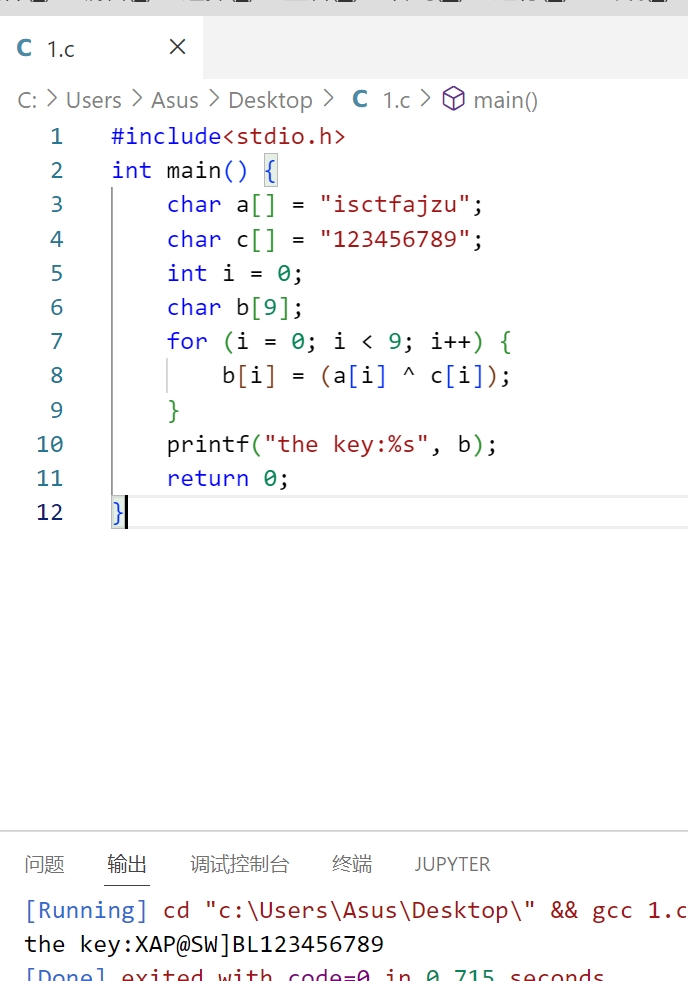 C 1.c ×
C: > Users > Asus > Desktop > C 1.c > main()
1 #include<stdio.h>
2 int main() {
3 char a[] = "isctfajzu";
4 char c[] = "123456789";
5 int i = 0;
6 char b[9];
7 for (i = 0; i < 9; i++) {
8 b[i] = (a[i] ^ c[i]);
9 }
10 printf("the key:%s", b);
11 return 0;
12 }
问题 输出 调试控制台 终端 JUPYTER
[Running] cd "c:\Users\Asus\Desktop\" && gcc 1.c
the key:XAP@SW]BL123456789
[Done] exited with code=0 in 0.715 seconds